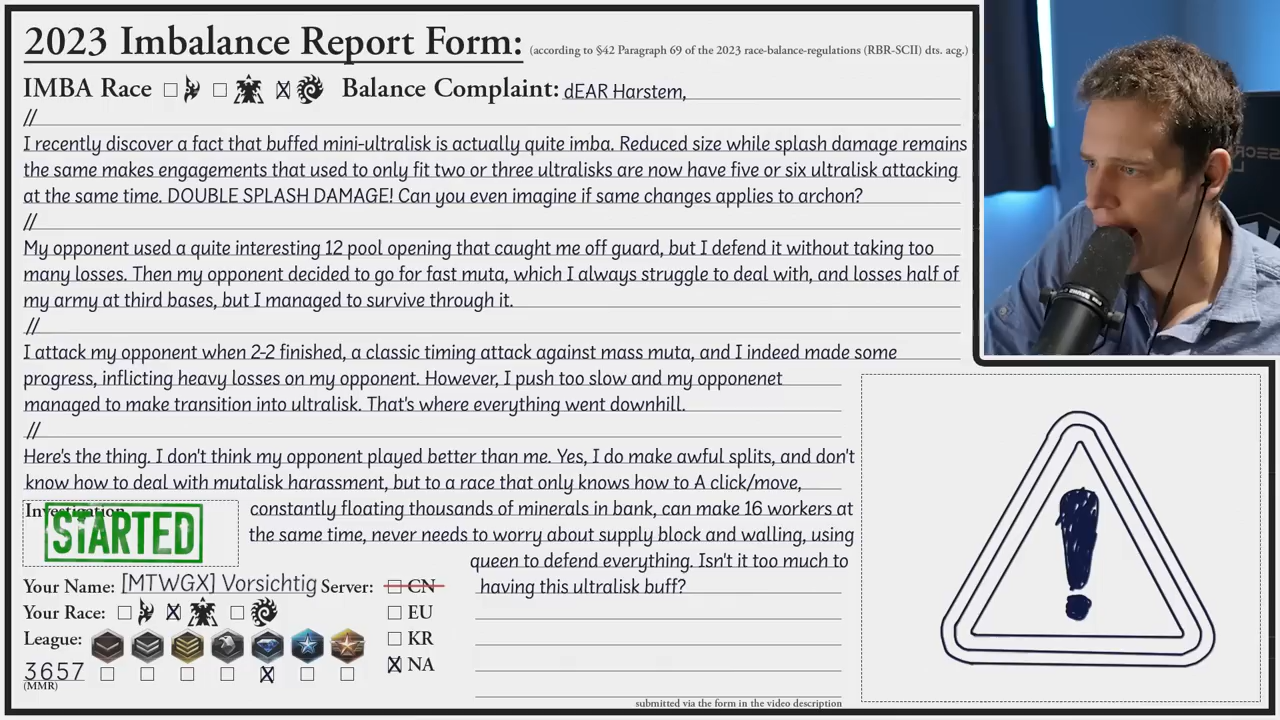 2023 Imbalance Report Form: (according to §42 Paragraph 69 of the 2023 race-balance-regulations (RBR-SCII) dts. acg.)
IMBA Race Balance Complaint: dEAR Harstem,
//
I recently discover a fact that buffed mini-ultralisk is actually quite imba. Reduced size while splash damage remains
the same makes engagements that used to only fit two or three ultralisks are now have five or six ultralisk attacking
at the same time. DOUBLE SPLASH DAMAGE! Can you even imagine if same changes applies to archon?
//
My opponent used a quite interesting 12 pool opening that caught me off guard, but I defend it without taking too
many losses. Then my opponent decided to go for fast muta, which I always struggle to deal with, and losses half of
my army at third bases, but I managed to survive through it.
//
I attack my opponent when 2-2 finished, a classic timing attack against mass muta, and I indeed made some
progress, inflicting heavy losses on my opponent. However, I push too slow and my opponenet
managed to make transition into ultralisk. That's where everything went downhill.
//
Here's the thing. I don't think my opponent played better than me. Yes, I do make awful splits, and don't
know how to deal with mutalisk harassment, but to a race that only knows how to A click/move,
constantly floating thousands of minerals in bank, can make 16 workers at
the same time, never needs to worry about supply block and walling, using
queen to defend everything. Isn't it too much to
having this ultralisk buff?
Investigation
STARTED
Your Name: [MTWGX] Vorsichtig Server: CN
Your Race: EU
League: KR
3657 NA
(MMR)
submitted via the form in the video description